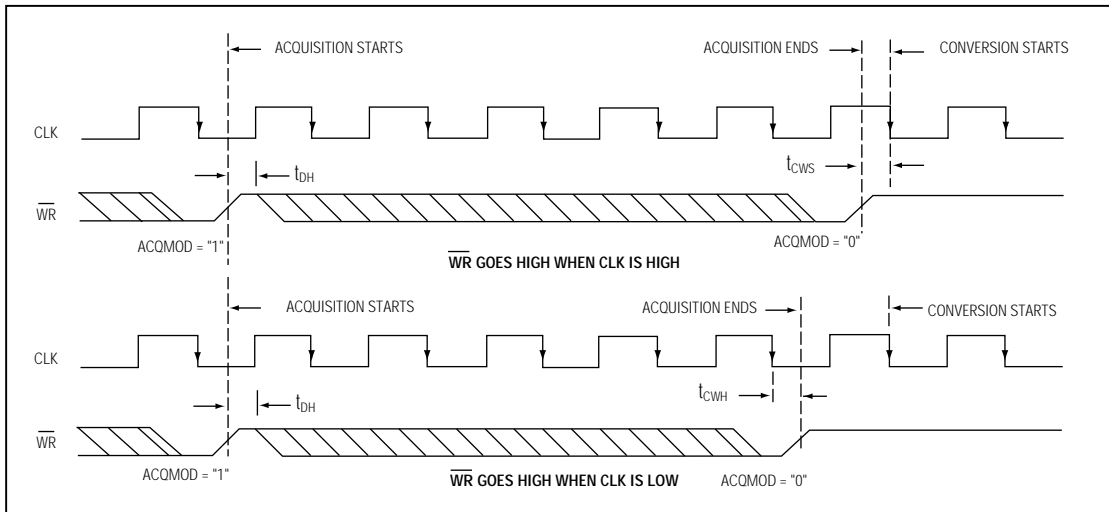 ACQUISITION STARTS
ACQUISITION ENDS
CONVERSION STARTS
CLK
tCWS
tDH
WR
ACQMOD = "1"
ACQMOD = "0"
WR GOES HIGH WHEN CLK IS HIGH
ACQUISITION STARTS
ACQUISITION ENDS
CONVERSION STARTS
CLK
tCWH
tDH
WR
ACQMOD = "1"
WR GOES HIGH WHEN CLK IS LOW
ACQMOD = "0"